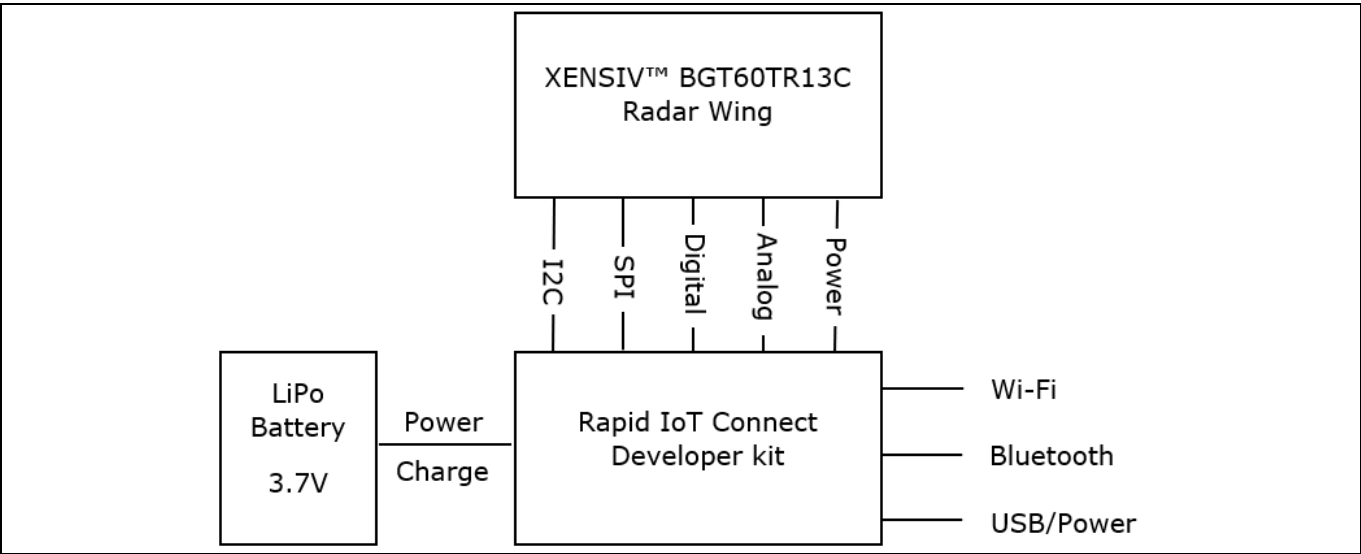 XENSIV™ BGT60TR13C
Radar Wing
I2C
SPI
Digital
Analog
Power
LiPo
Battery
3.7V
Power
Charge
Rapid IoT Connect
Developer kit
Wi-Fi
Bluetooth
USB/Power